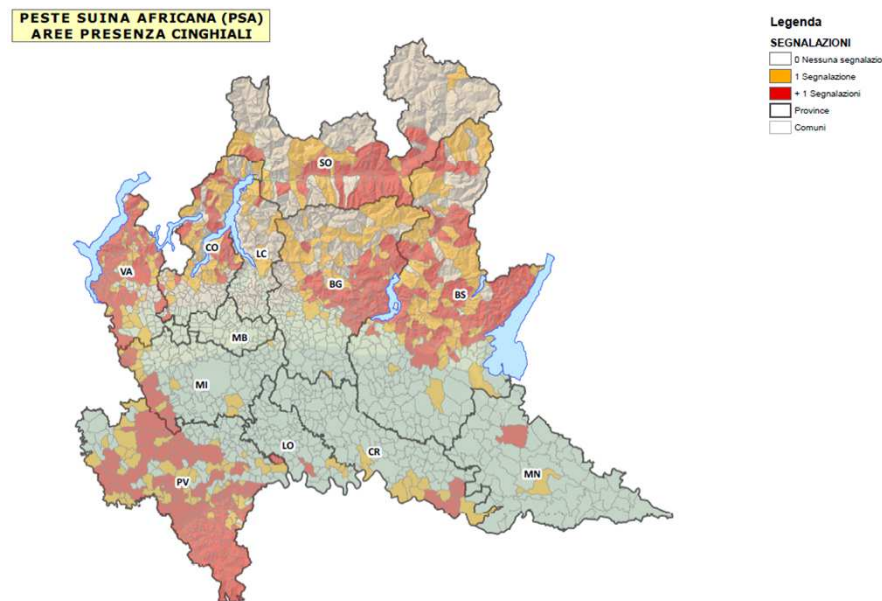 PESTE SUINA AFRICANA (PSA)
AREE PRESENZA CINGHIALI
Legenda
SEGNALAZIONI
0 Nessuna segnalazio
1 Segnalazione
+ 1 Segnalazioni
Province
Comuni
SO
CO
LC
VA
BG
BS
MB
MI
LO
CR
MN
PV